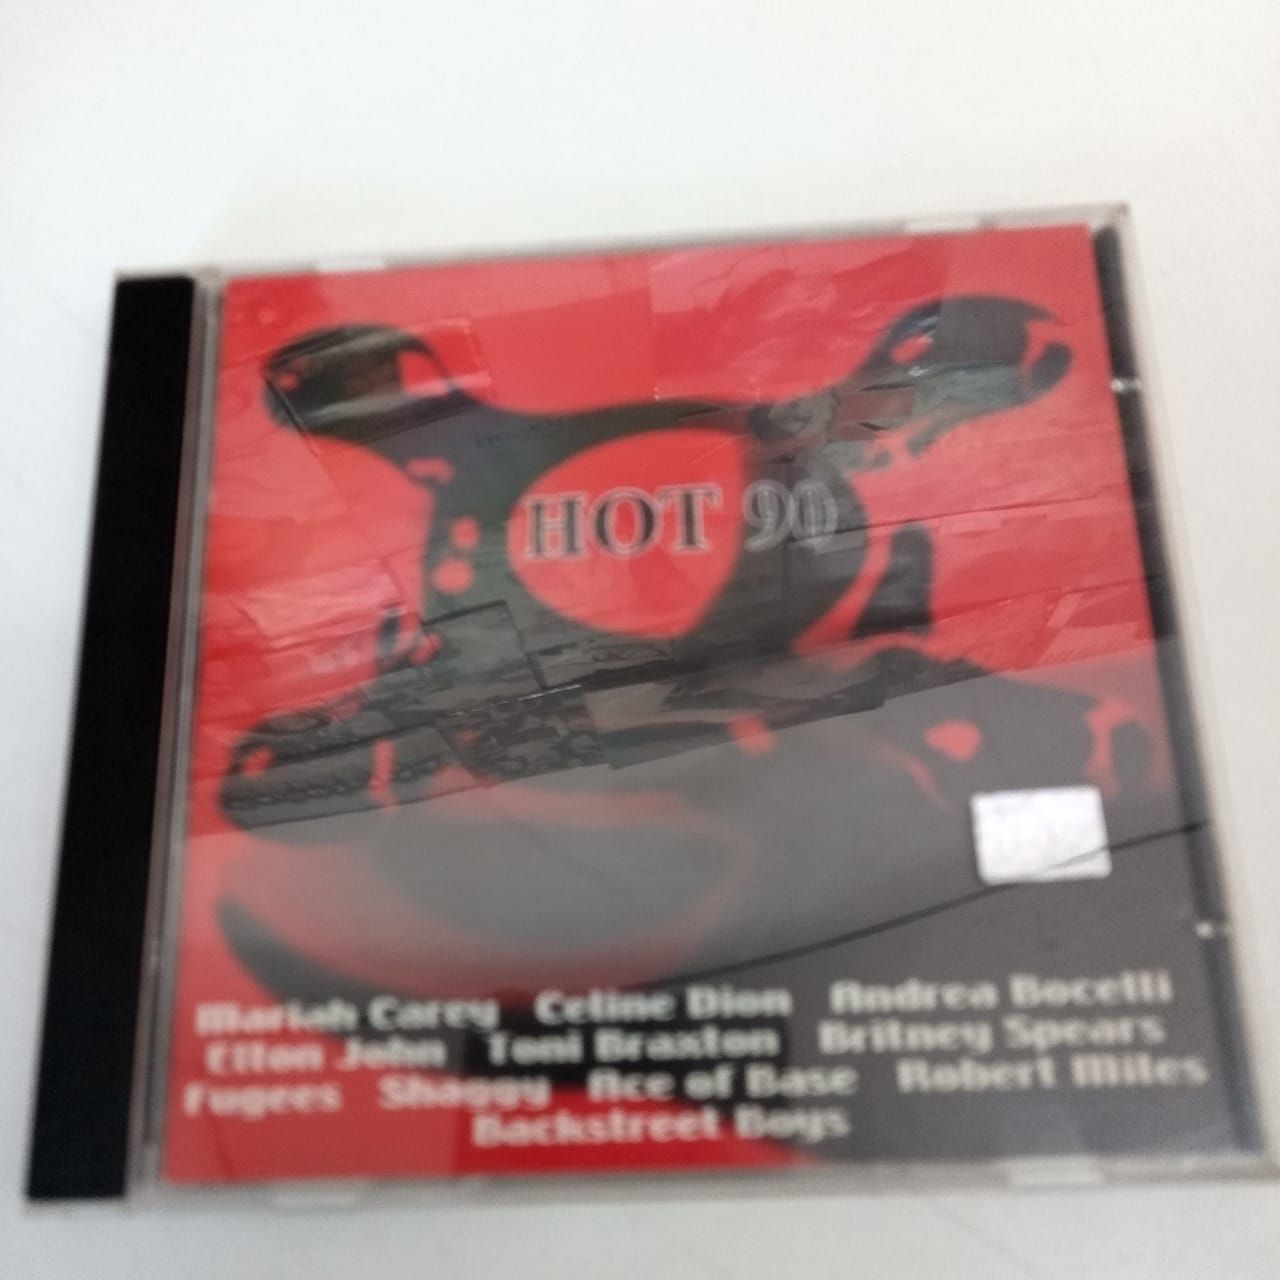 HOT 90
Mariah Carey Celine Dion Andrea Bocelli
Elton John Toni Braxton Britney Spears
Fugees Shaggy Ace of Base Robert Miles
Backstreet Boys